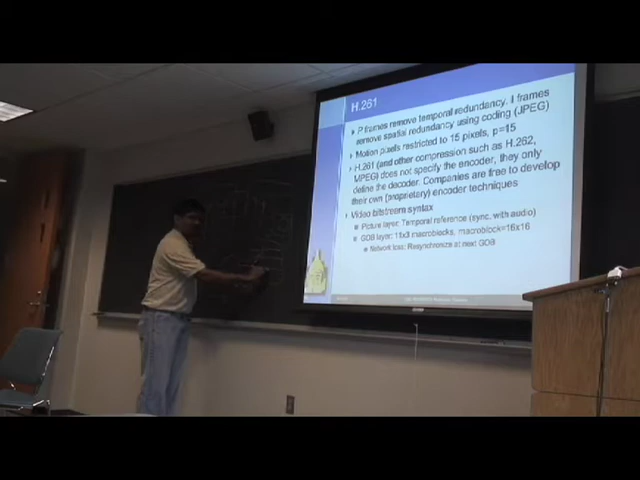 H.261
P frames remove temporal redundancy, I frames
remove spatial redundancy using coding (JPEG)
Motion pixels restricted to 15 pixels, p=15
H.261 (and other compression such as H.262,
MPEG) does not specify the encoder, they only
define the decoder. Companies are free to develop
their own (proprietary) encoder techniques
Video bitstream syntax
Picture layer: Temporal reference (sync. with audio)
GOB layer: 11x3 macroblocks, macroblock=16x16
Network loss: Resynchronize at next GOB